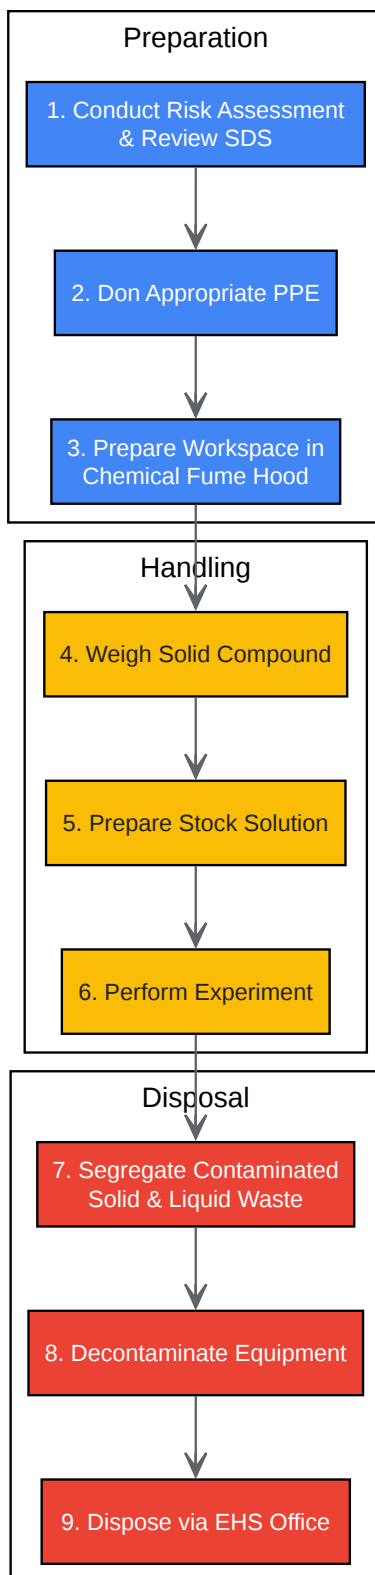 Preparation
1. Conduct Risk Assessment
& Review SDS
2. Don Appropriate PPE
3. Prepare Workspace in
Chemical Fume Hood
Handling
4. Weigh Solid Compound
5. Prepare Stock Solution
6. Perform Experiment
Disposal
7. Segregate Contaminated
Solid & Liquid Waste
8. Decontaminate Equipment
9. Dispose via EHS Office